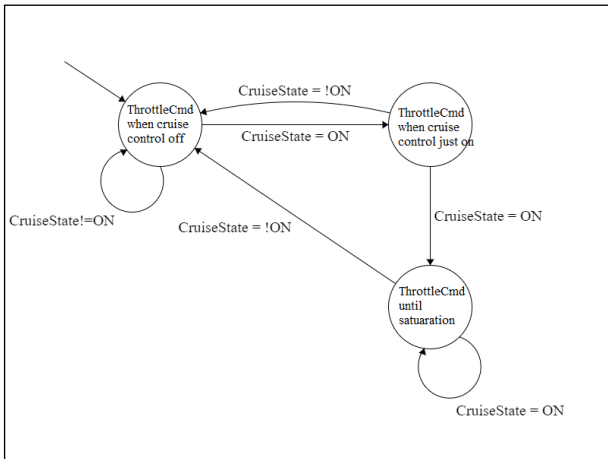 CruiseState = !ON
ThrottleCmd
when cruise
control off
ThrottleCmd
when cruise
control just on
CruiseState = ON
CruiseState!=ON
CruiseState = !ON
CruiseState = ON
ThrottleCmd
until
satuaration
CruiseState = ON